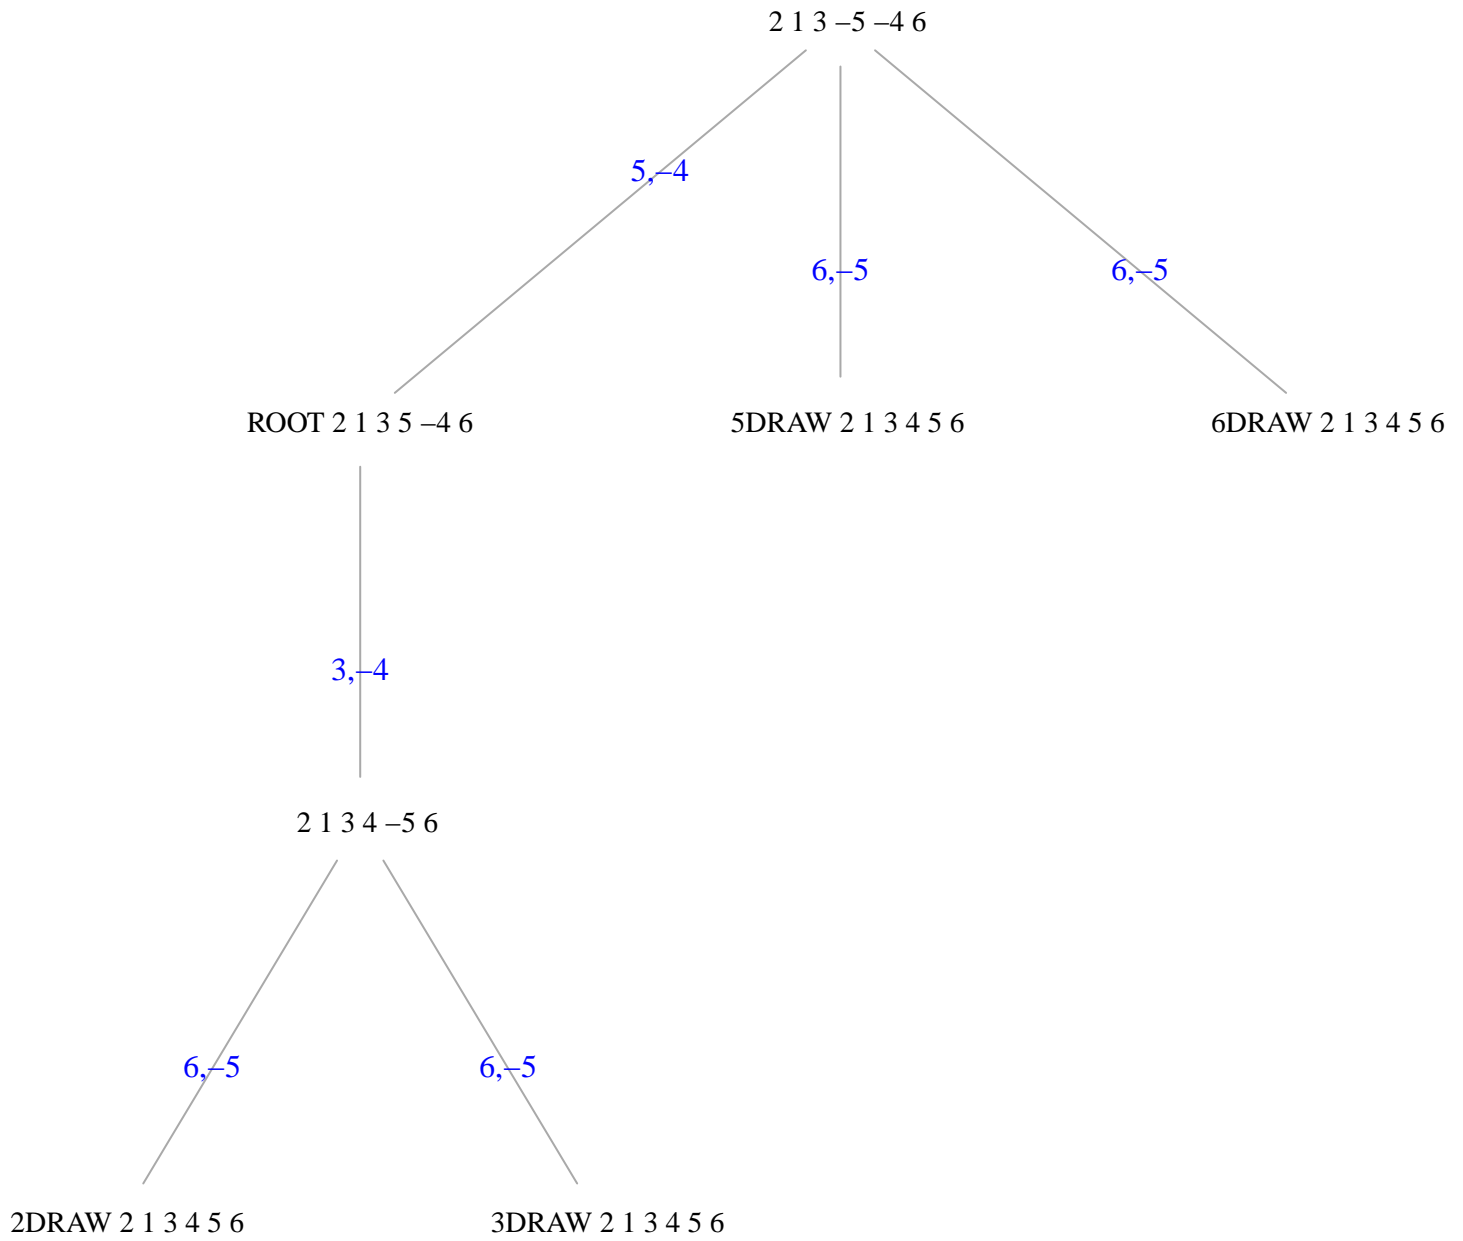 2 1 3 –5 –4 6
5,–4
6,–5
6,–5
ROOT 2 1 3 5 –4 6
5DRAW 2 1 3 4 5 6
6DRAW 2 1 3 4 5 6
3,–4
2 1 3 4 –5 6
6,–5
6,–5
2DRAW 2 1 3 4 5 6
3DRAW 2 1 3 4 5 6